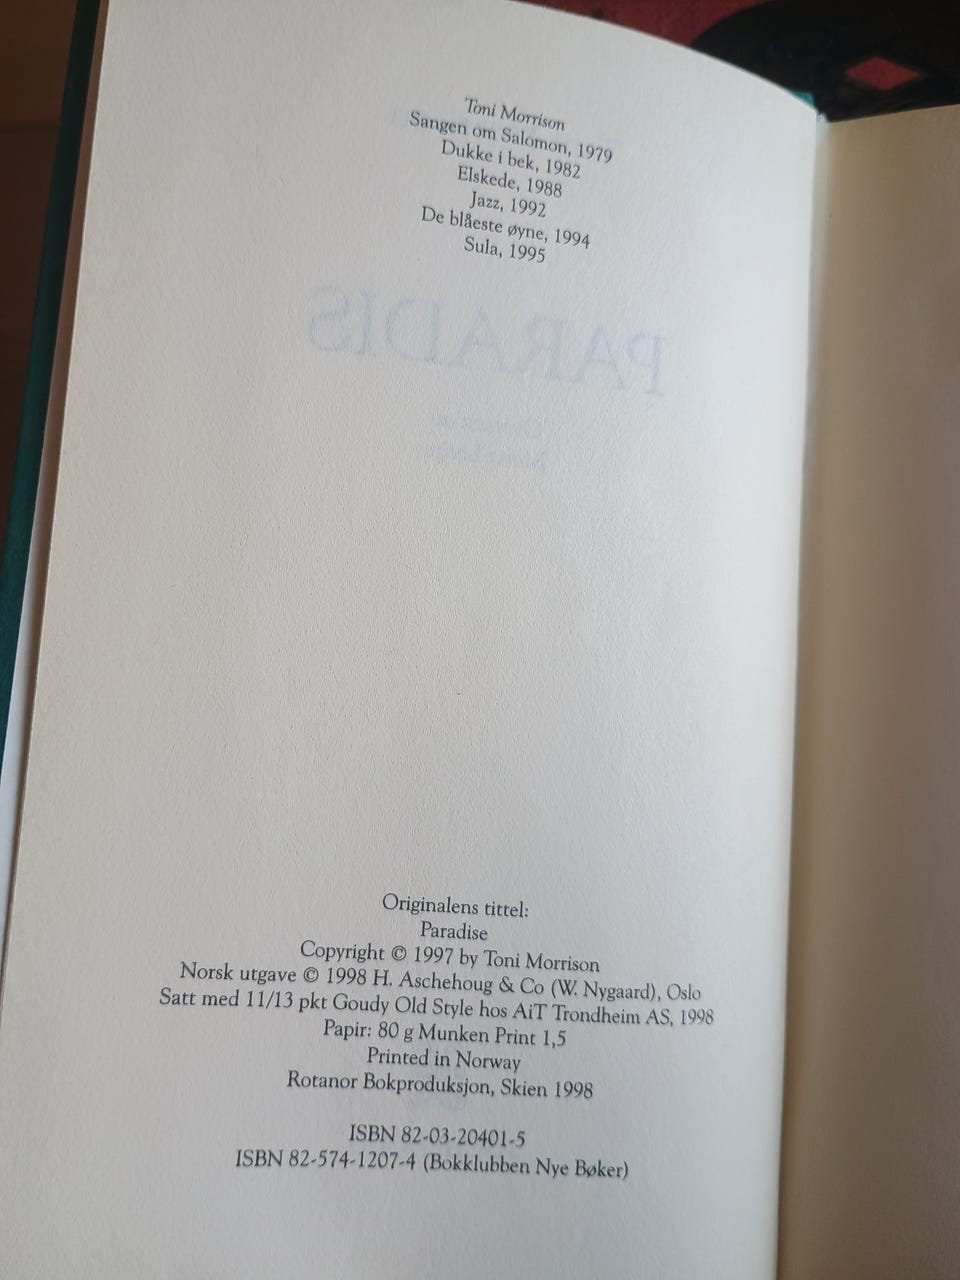 Toni Morrison
Sangen om Salomon, 1979
Dukke i bek, 1982
Elskede, 1988
Jazz, 1992
De blåeste øyne, 1994
Sula, 1995
PARADIS
Originalens tittel:
Paradise
Copyright © 1997 by Toni Morrison
Norsk utgave © 1998 H. Aschehoug & Co (W. Nygaard), Oslo
Satt med 11/13 pkt Goudy Old Style hos AiT Trondheim AS, 1998
Papir: 80 g Munken Print 1,5
Printed in Norway
Rotanor Bokproduksjon, Skien 1998
ISBN 82-03-20401-5
ISBN 82-574-1207-4 (Bokklubben Nye Bøker)